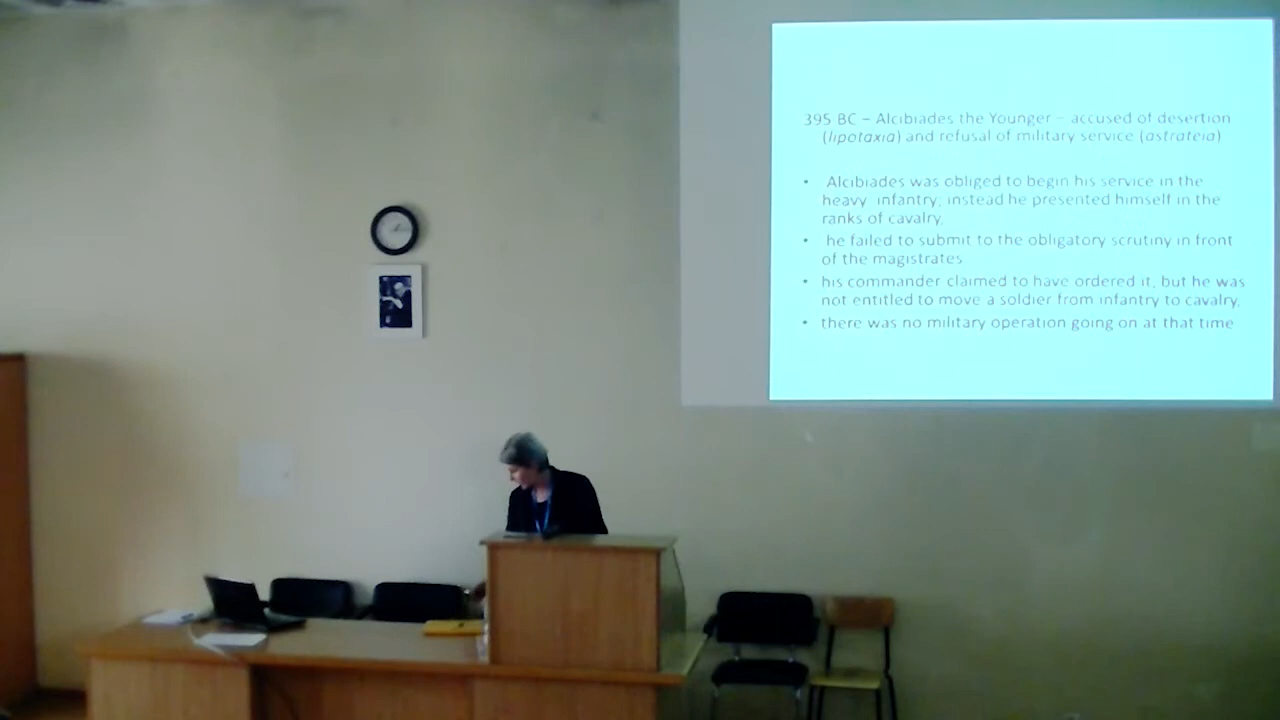 395 BC – Alcibiades the Younger – accused of desertion
(lipotaxia) and refusal of military service (astrateia)
• Alcibiades was obliged to begin his service in the
heavy infantry; instead he presented himself in the
ranks of cavalry.
• he failed to submit to the obligatory scrutiny in front
of the magistrates
• his commander claimed to have ordered it, but he was
not entitled to move a soldier from infantry to cavalry.
• there was no military operation going on at that time